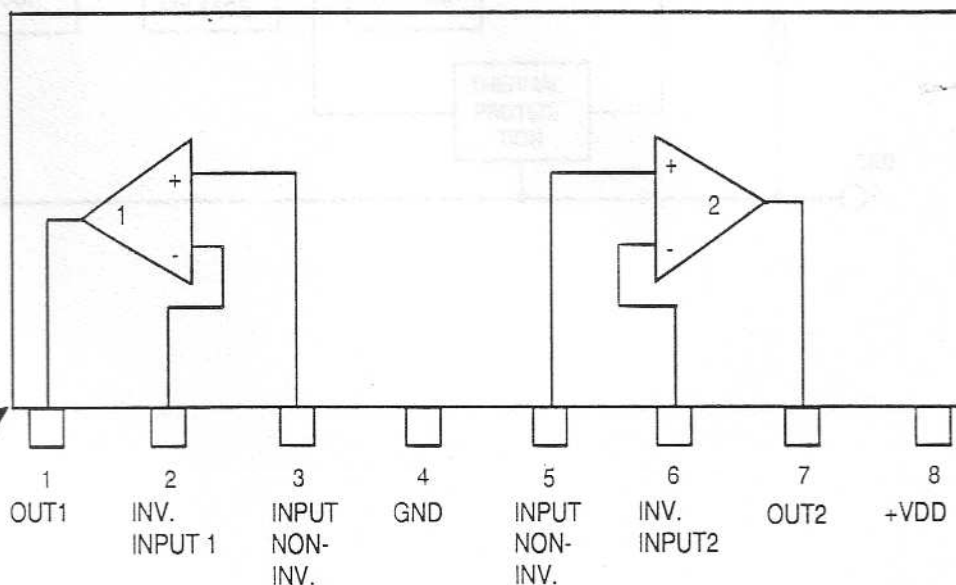 +
1
-
+
2
-
1
OUT1
2
INV.
INPUT 1
3
INPUT
NON-
INV.
4
GND
5
INPUT
NON-
INV.
6
INV.
INPUT2
7
OUT2
8
+VDD